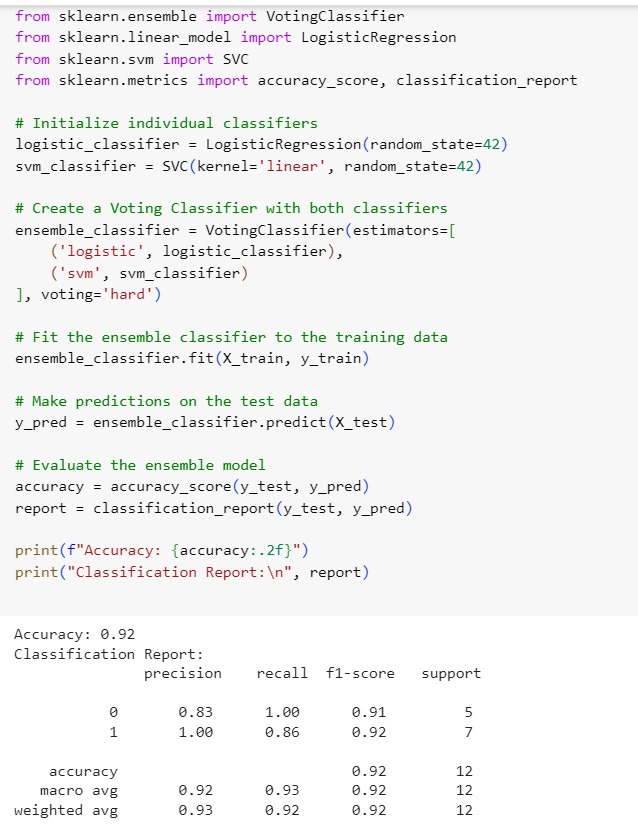 from sklearn.ensemble import VotingClassifier
from sklearn.linear_model import LogisticRegression
from sklearn.svm import SVC
from sklearn.metrics import accuracy_score, classification_report
# Initialize individual classifiers
logistic_classifier = LogisticRegression(random_state=42)
svm_classifier = SVC(kernel='linear', random_state=42)
# Create a Voting Classifier with both classifiers
ensemble_classifier = VotingClassifier(estimators=[
    ('logistic', logistic_classifier),
    ('svm', svm_classifier)
], voting='hard')
# Fit the ensemble classifier to the training data
ensemble_classifier.fit(X_train, y_train)
# Make predictions on the test data
y_pred = ensemble_classifier.predict(X_test)
# Evaluate the ensemble model
accuracy = accuracy_score(y_test, y_pred)
report = classification_report(y_test, y_pred)
print(f"Accuracy: {accuracy:.2f}")
print("Classification Report:\n", report)
Accuracy: 0.92
Classification Report:
               precision    recall  f1-score   support
           0       0.83      1.00      0.91         5
           1       1.00      0.86      0.92         7
    accuracy                           0.92        12
   macro avg       0.92      0.93      0.92        12
weighted avg       0.93      0.92      0.92        12